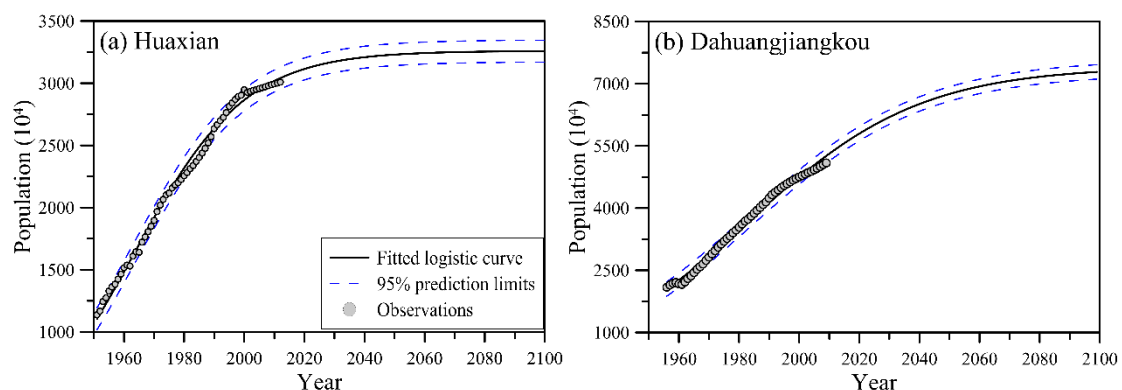 (a) Huaxian
Population (10⁴)
3500
3000
2500
2000
1500
1000
1960 1980 2000 2020 2040 2060 2080 2100
Year
Fitted logistic curve
95% prediction limits
Observations
(b) Dahuangjiangkou
Population (10⁴)
8500
7000
5500
4000
2500
1000
1960 1980 2000 2020 2040 2060 2080 2100
Year